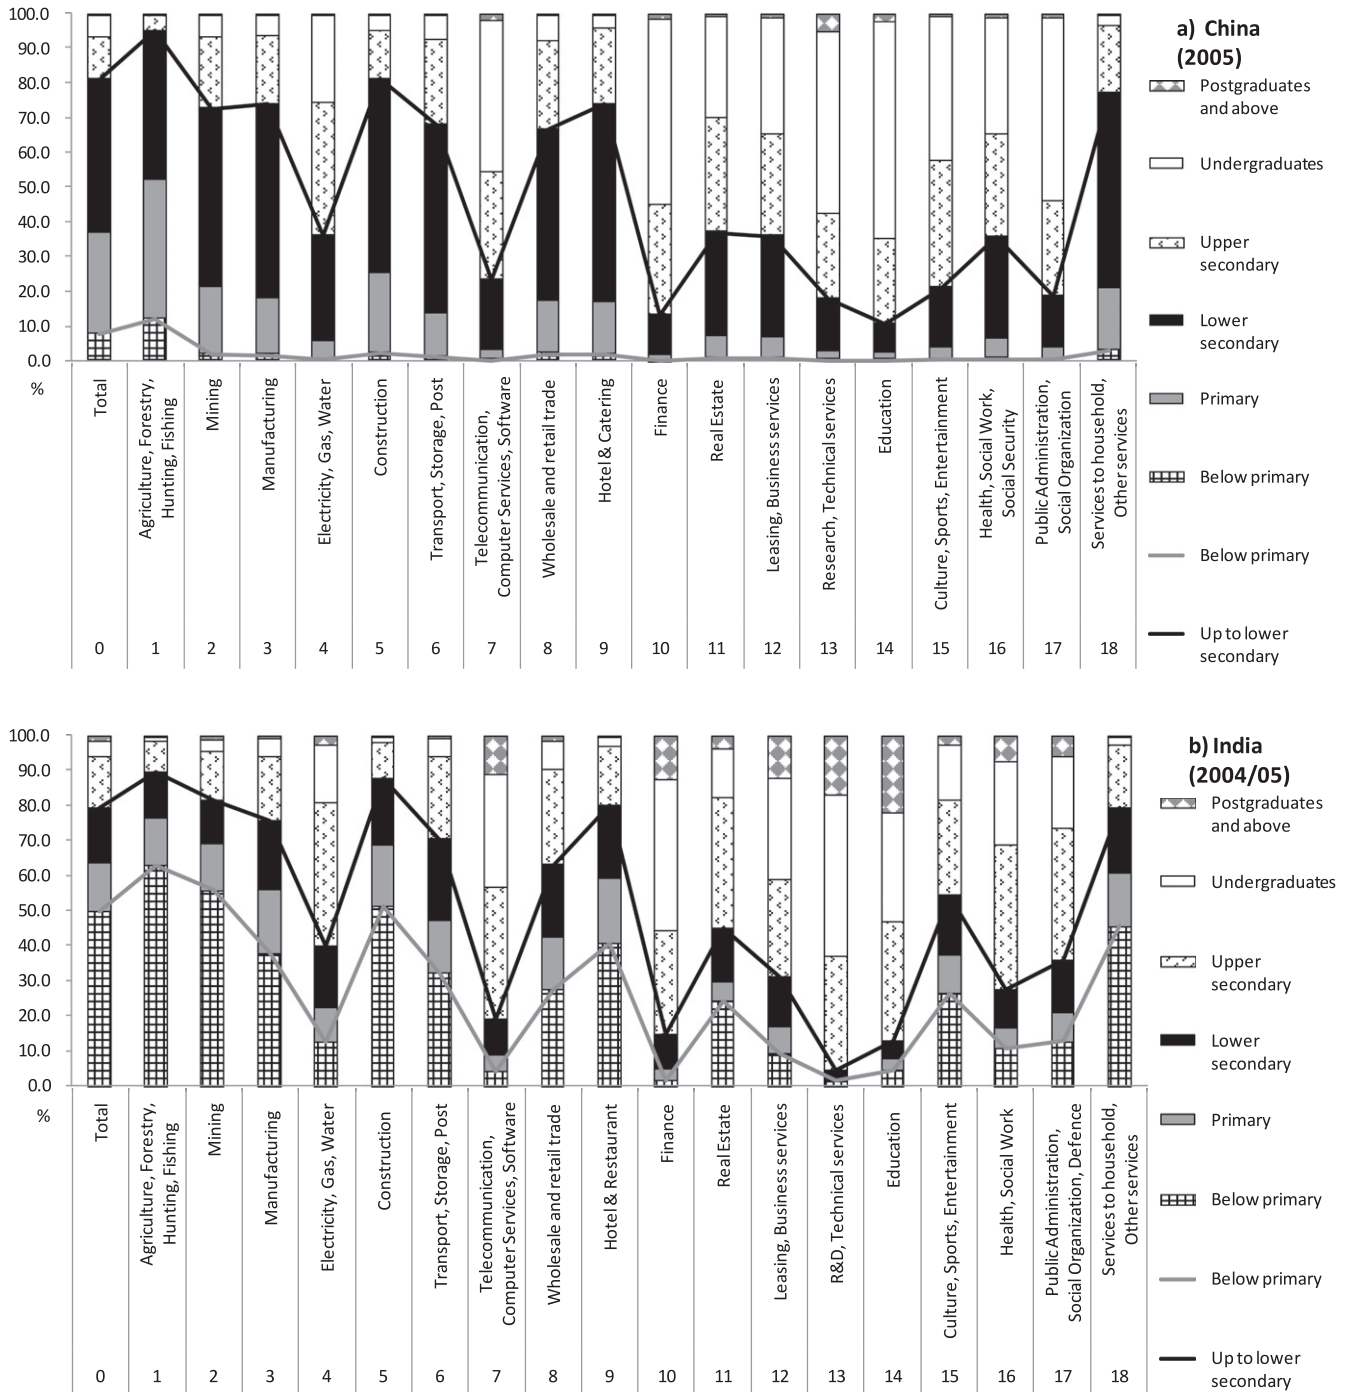 100.0
90.0
80.0
70.0
60.0
50.0
40.0
30.0
20.0
10.0
0.0
%
Total
Agriculture, Forestry,
Hunting, Fishing
Mining
Manufacturing
Electricity, Gas, Water
Construction
Transport, Storage, Post
Telecommunication,
Computer Services, Software
Wholesale and retail trade
Hotel & Catering
Finance
Real Estate
Leasing, Business services
Research, Technical services
Education
Culture, Sports, Entertainment
Health, Social Work,
Social Security
Public Administration,
Social Organization
Services to household,
Other services
0 1 2 3 4 5 6 7 8 9 10 11 12 13 14 15 16 17 18
a) China
(2005)
Postgraduates
and above
Undergraduates
Upper
secondary
Lower
secondary
Primary
Below primary
Below primary
Up to lower
secondary
100.0
90.0
80.0
70.0
60.0
50.0
40.0
30.0
20.0
10.0
0.0
%
Total
Agriculture, Forestry,
Hunting, Fishing
Mining
Manufacturing
Electricity, Gas, Water
Construction
Transport, Storage, Post
Telecommunication,
Computer Services, Software
Wholesale and retail trade
Hotel & Restaurant
Finance
Real Estate
Leasing, Business services
R&D, Technical services
Education
Culture, Sports, Entertainment
Health, Social Work
Public Administration,
Social Organization, Defence
Services to household,
Other services
0 1 2 3 4 5 6 7 8 9 10 11 12 13 14 15 16 17 18
b) India
(2004/05)
Postgraduates
and above
Undergraduates
Upper
secondary
Lower
secondary
Primary
Below primary
Below primary
Up to lower
secondary